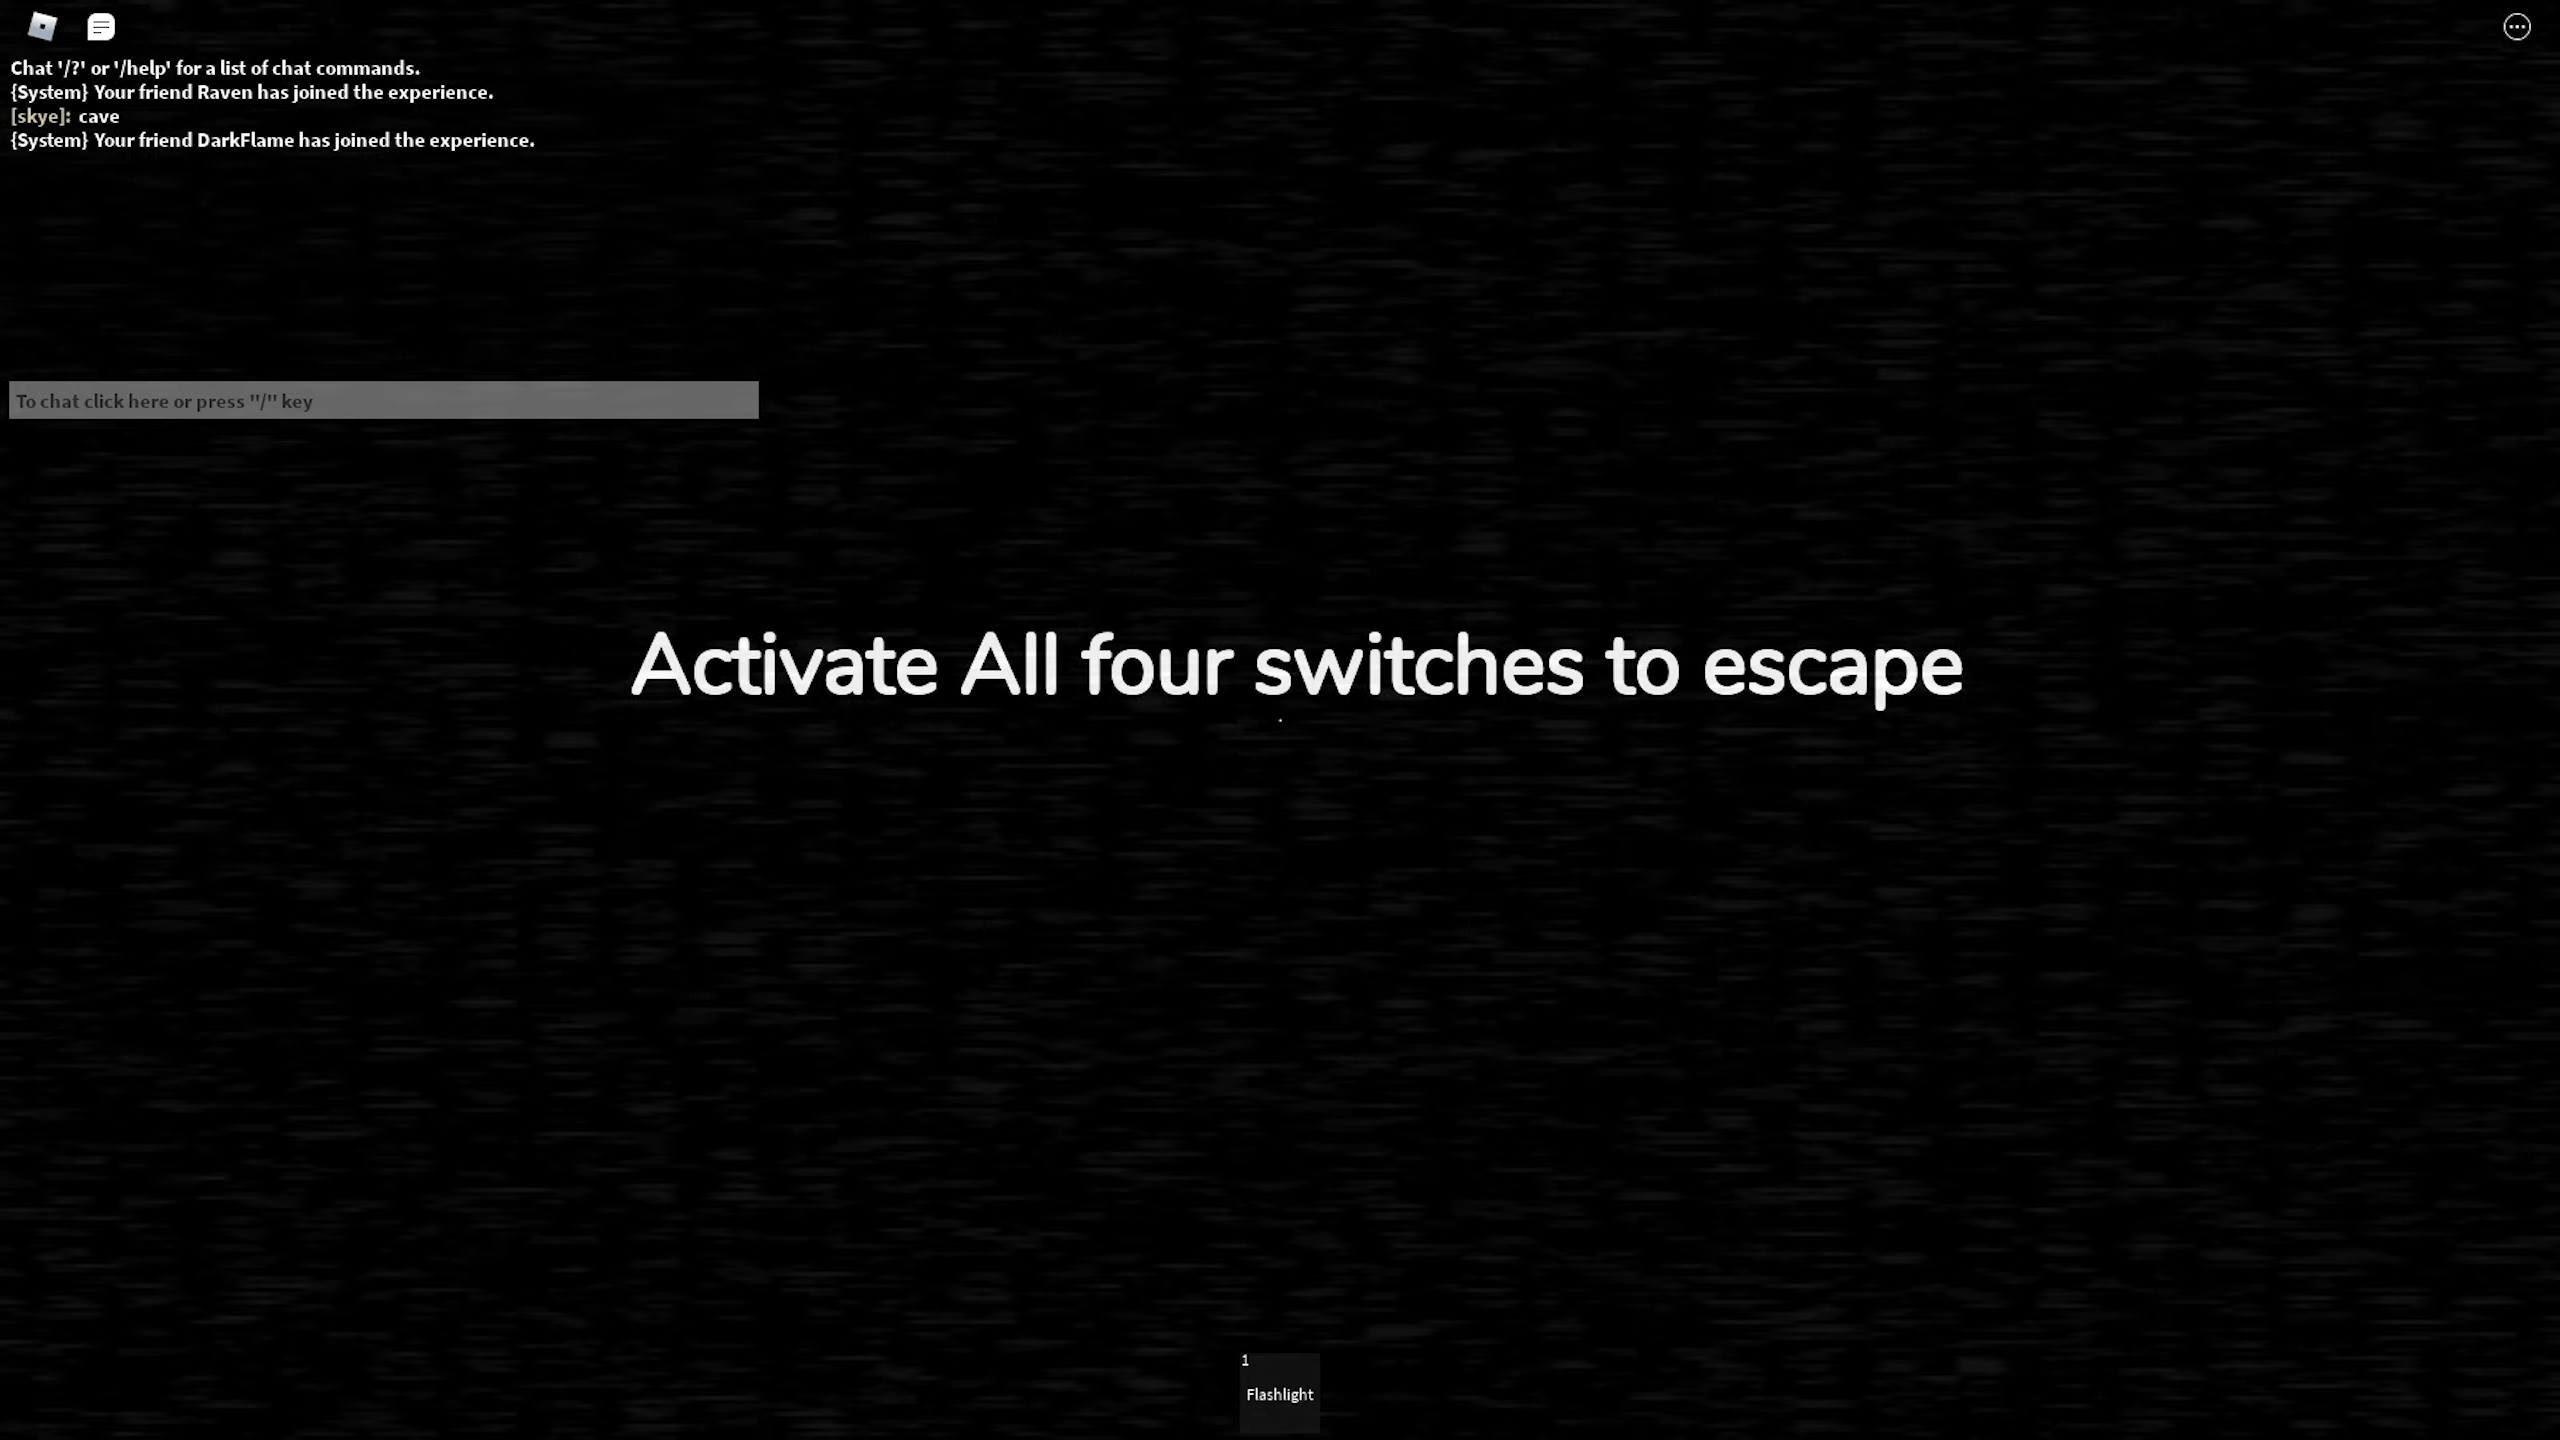 Chat '/?' or '/help' for a list of chat commands.
{System} Your friend Raven has joined the experience.
[skye]: cave
{System} Your friend DarkFlame has joined the experience.
To chat click here or press "/" key
Activate All four switches to escape
1
Flashlight